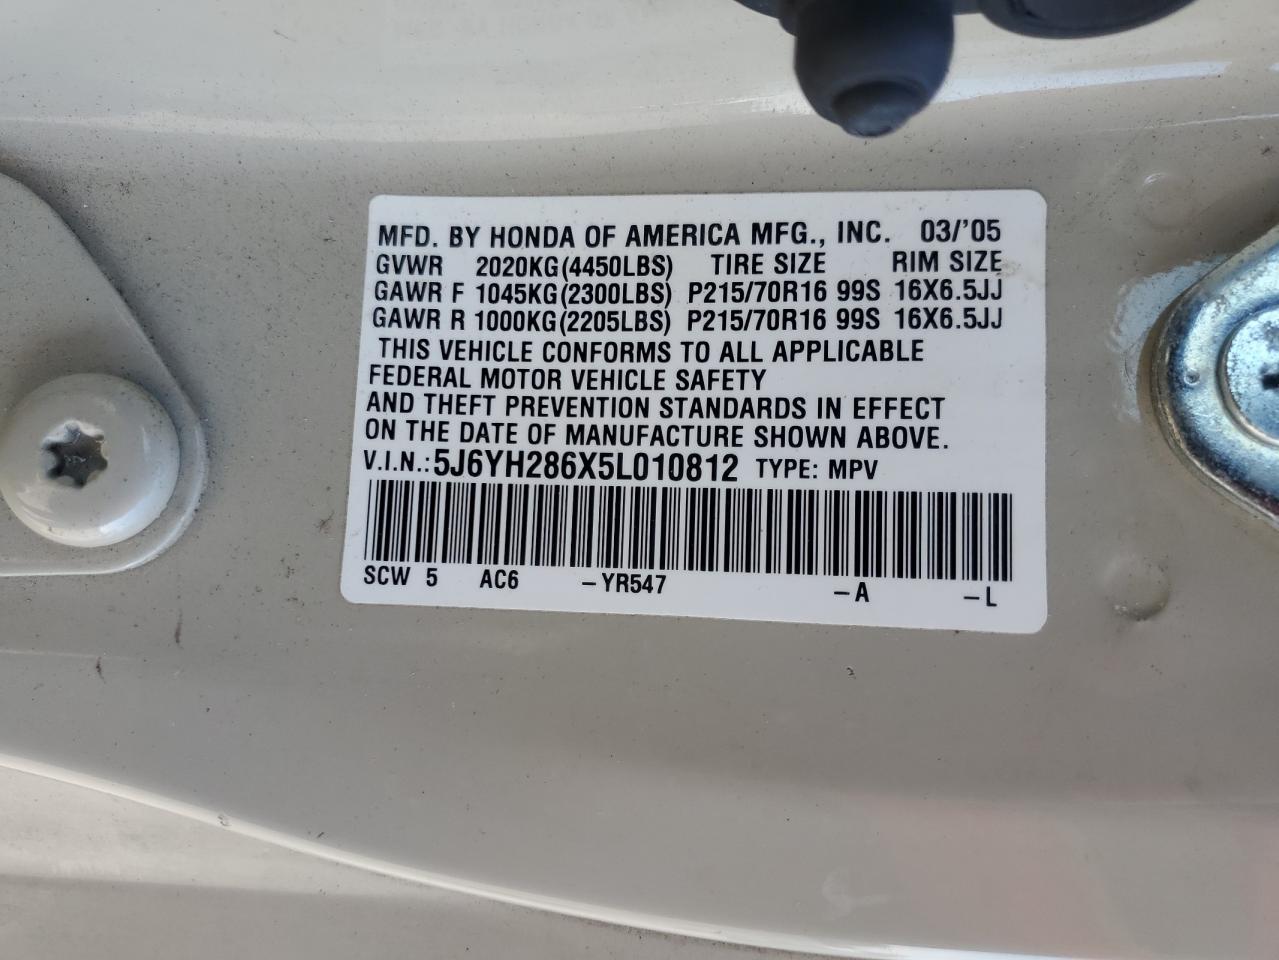 MFD. BY HONDA OF AMERICA MFG., INC. 03/'05
GVWR 2020KG(4450LBS) TIRE SIZE RIM SIZE
GAWR F 1045KG(2300LBS) P215/70R16 99S 16X6.5JJ
GAWR R 1000KG(2205LBS) P215/70R16 99S 16X6.5JJ
THIS VEHICLE CONFORMS TO ALL APPLICABLE
FEDERAL MOTOR VEHICLE SAFETY
AND THEFT PREVENTION STANDARDS IN EFFECT
ON THE DATE OF MANUFACTURE SHOWN ABOVE.
V.I.N.: 5J6YH286X5L010812 TYPE: MPV
SCW 5 AC6 –YR547 –A –L